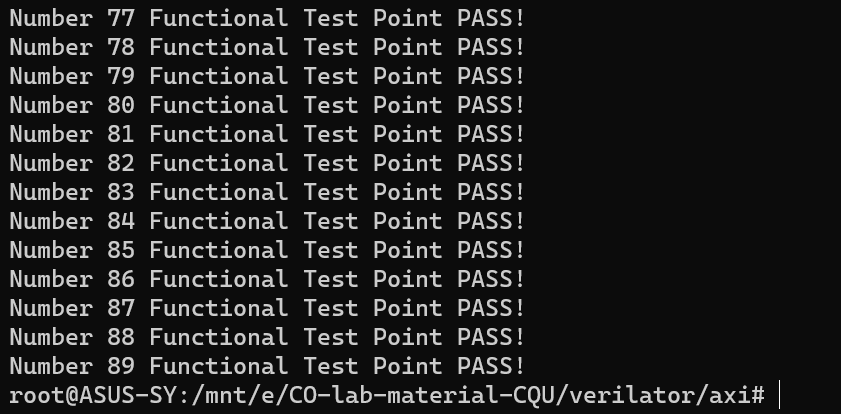 Number 77 Functional Test Point PASS!
Number 78 Functional Test Point PASS!
Number 79 Functional Test Point PASS!
Number 80 Functional Test Point PASS!
Number 81 Functional Test Point PASS!
Number 82 Functional Test Point PASS!
Number 83 Functional Test Point PASS!
Number 84 Functional Test Point PASS!
Number 85 Functional Test Point PASS!
Number 86 Functional Test Point PASS!
Number 87 Functional Test Point PASS!
Number 88 Functional Test Point PASS!
Number 89 Functional Test Point PASS!
root@ASUS-SY:/mnt/e/CO-lab-material-CQU/verilator/axi#